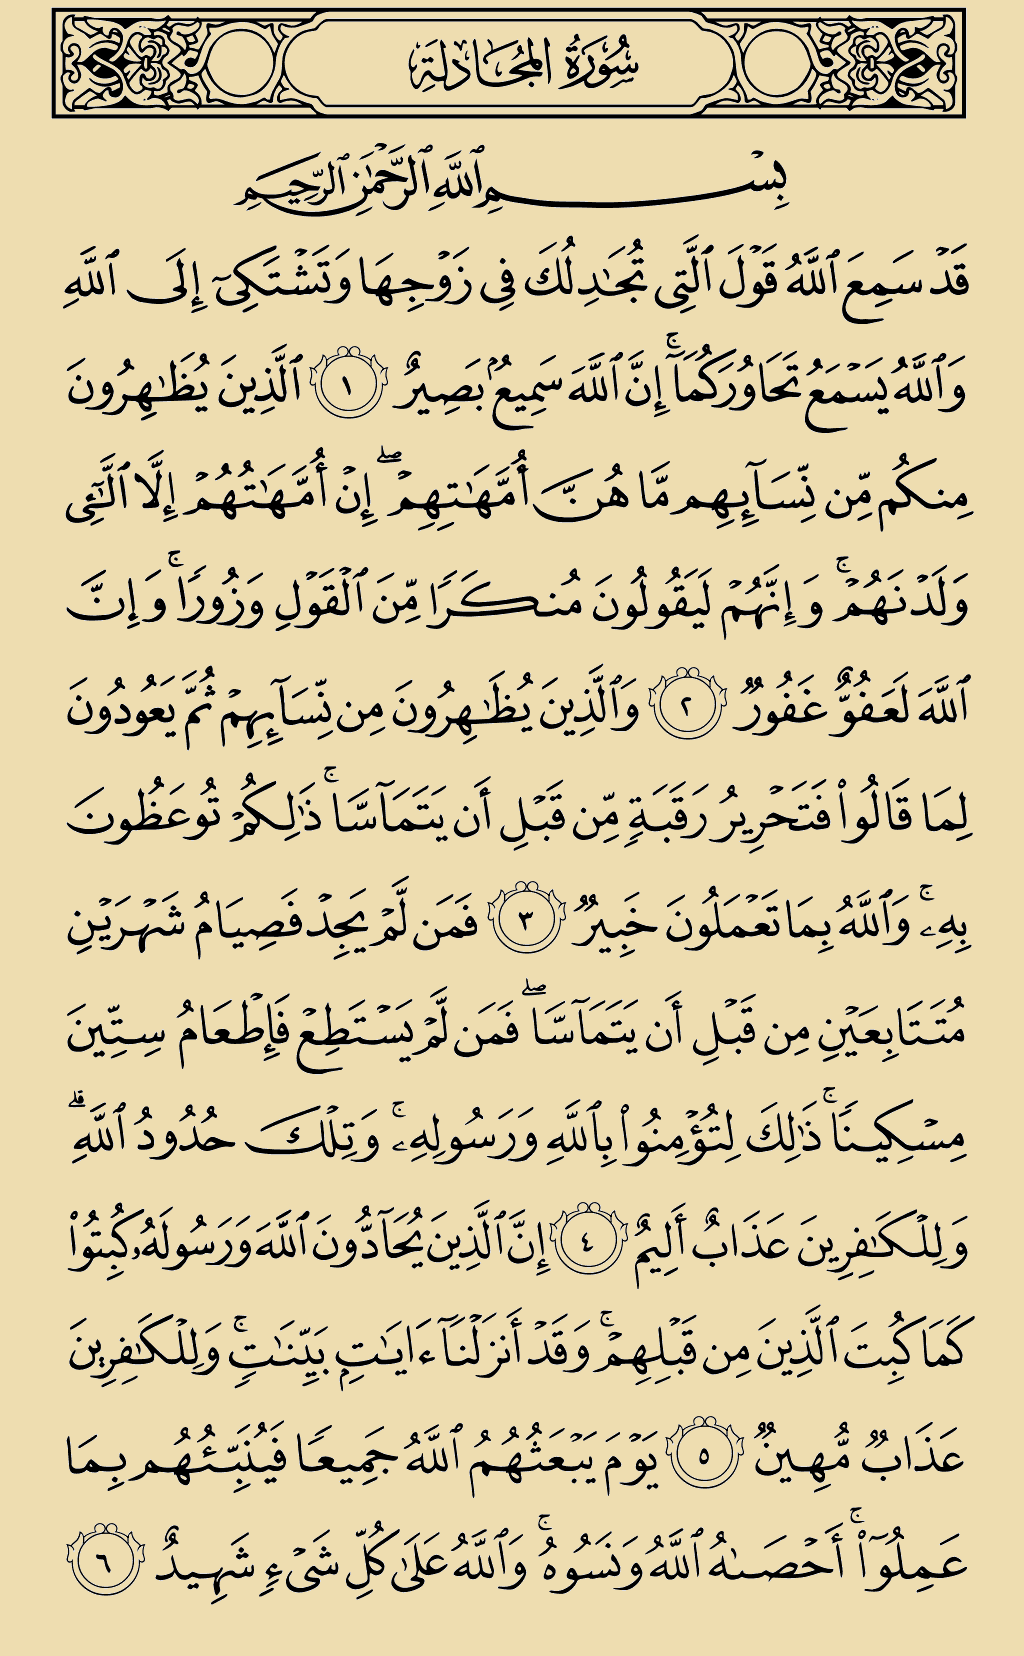 سُورَةُ المُجَادلَةِ
بِسۡمِ ٱللَّهِ ٱلرَّحۡمَٰنِ ٱلرَّحِيمِ
قَدۡ سَمِعَ ٱللَّهُ قَوۡلَ ٱلَّتِي تُجَٰدِلُكَ فِي زَوۡجِهَا وَتَشۡتَكِيٓ إِلَى ٱللَّهِ
وَٱللَّهُ يَسۡمَعُ تَحَاوُرَكُمَآۚ إِنَّ ٱللَّهَ سَمِيعُۢ بَصِيرٌ ١ ٱلَّذِينَ يُظَٰهِرُونَ
مِنكُم مِّن نِّسَآئِهِم مَّا هُنَّ أُمَّهَٰتِهِمۡۖ إِنۡ أُمَّهَٰتُهُمۡ إِلَّا ٱلَّٰٓـِٔي
وَلَدۡنَهُمۡۚ وَإِنَّهُمۡ لَيَقُولُونَ مُنكَرٗا مِّنَ ٱلۡقَوۡلِ وَزُورٗاۚ وَإِنَّ
ٱللَّهَ لَعَفُوٌّ غَفُورٞ ٢ وَٱلَّذِينَ يُظَٰهِرُونَ مِن نِّسَآئِهِمۡ ثُمَّ يَعُودُونَ
لِمَا قَالُواْ فَتَحۡرِيرُ رَقَبَةٖ مِّن قَبۡلِ أَن يَتَمَآسَّاۚ ذَٰلِكُمۡ تُوعَظُونَ
بِهِۦۚ وَٱللَّهُ بِمَا تَعۡمَلُونَ خَبِيرٞ ٣ فَمَن لَّمۡ يَجِدۡ فَصِيَامُ شَهۡرَيۡنِ
مُتَتَابِعَيۡنِ مِن قَبۡلِ أَن يَتَمَآسَّاۖ فَمَن لَّمۡ يَسۡتَطِعۡ فَإِطۡعَامُ سِتِّينَ
مِسۡكِينٗاۚ ذَٰلِكَ لِتُؤۡمِنُواْ بِٱللَّهِ وَرَسُولِهِۦۚ وَتِلۡكَ حُدُودُ ٱللَّهِۗ
وَلِلۡكَٰفِرِينَ عَذَابٌ أَلِيمٌ ٤ إِنَّ ٱلَّذِينَ يُحَآدُّونَ ٱللَّهَ وَرَسُولَهُۥ كُبِتُواْ
كَمَا كُبِتَ ٱلَّذِينَ مِن قَبۡلِهِمۡۚ وَقَدۡ أَنزَلۡنَآ ءَايَٰتِۭ بَيِّنَٰتٖۚ وَلِلۡكَٰفِرِينَ
عَذَابٞ مُّهِينٞ ٥ يَوۡمَ يَبۡعَثُهُمُ ٱللَّهُ جَمِيعٗا فَيُنَبِّئُهُم بِمَا
عَمِلُوٓاْۚ أَحۡصَىٰهُ ٱللَّهُ وَنَسُوهُۚ وَٱللَّهُ عَلَىٰ كُلِّ شَيۡءٖ شَهِيدٌ ٦